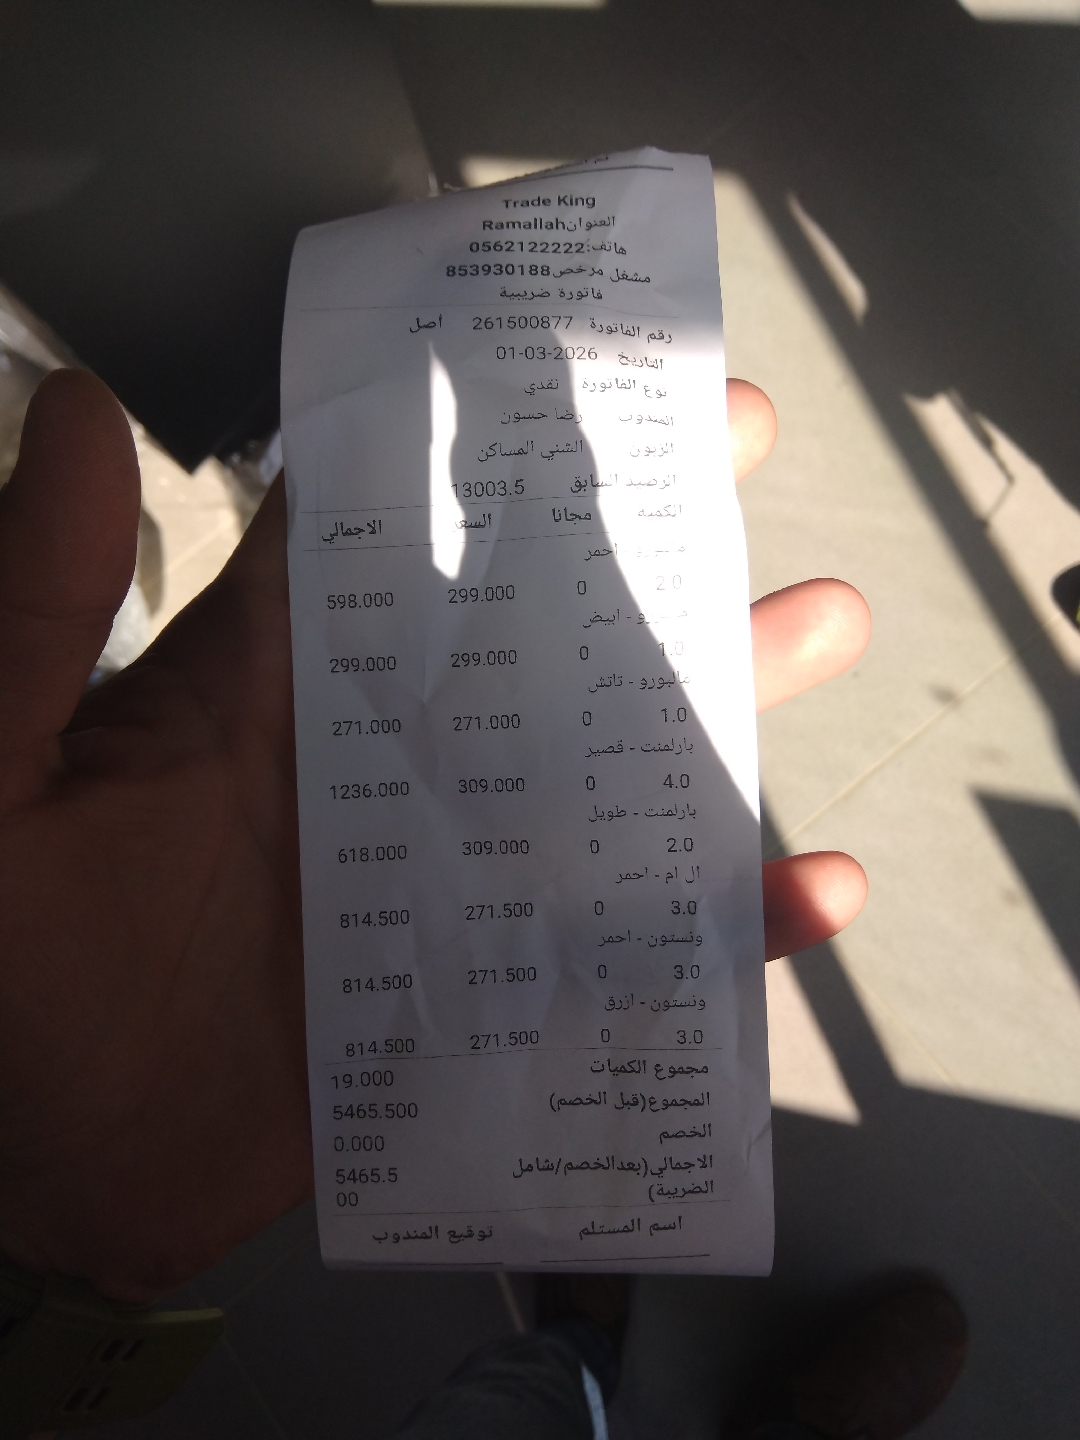 Trade King
العنوانRamallah
هاتف:0562122222
مشغل مرخص853930188
فاتورة ضريبية
رقم الفاتورة 261500877 أصل
التاريخ 01-03-2026
نوع الفاتورة نقدي
المندوب رضا حسون
الزبون الشني المساكن
الرصيد السابق 13003.5
الكمية مجانا السعر الاجمالي
احمر
2.0 0 299.000 598.000
- ابيض
1.0 0 299.000 299.000
مالبورو - تاتش
1.0 0 271.000 271.000
بارلمنت - قصير
4.0 0 309.000 1236.000
بارلمنت - طويل
2.0 0 309.000 618.000
ال ام - احمر
3.0 0 271.500 814.500
ونستون - احمر
3.0 0 271.500 814.500
ونستون - ازرق
3.0 0 271.500 814.500
مجموع الكميات 19.000
المجموع(قبل الخصم) 5465.500
الخصم 0.000
الاجمالي(بعدالخصم/شامل 5465.5
الضريبة) 00
اسم المستلم توقيع المندوب